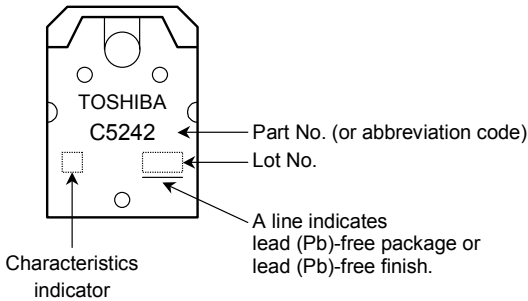 TOSHIBA
C5242
Part No. (or abbreviation code)
Lot No.
A line indicates
lead (Pb)-free package or
lead (Pb)-free finish.
Characteristics
indicator